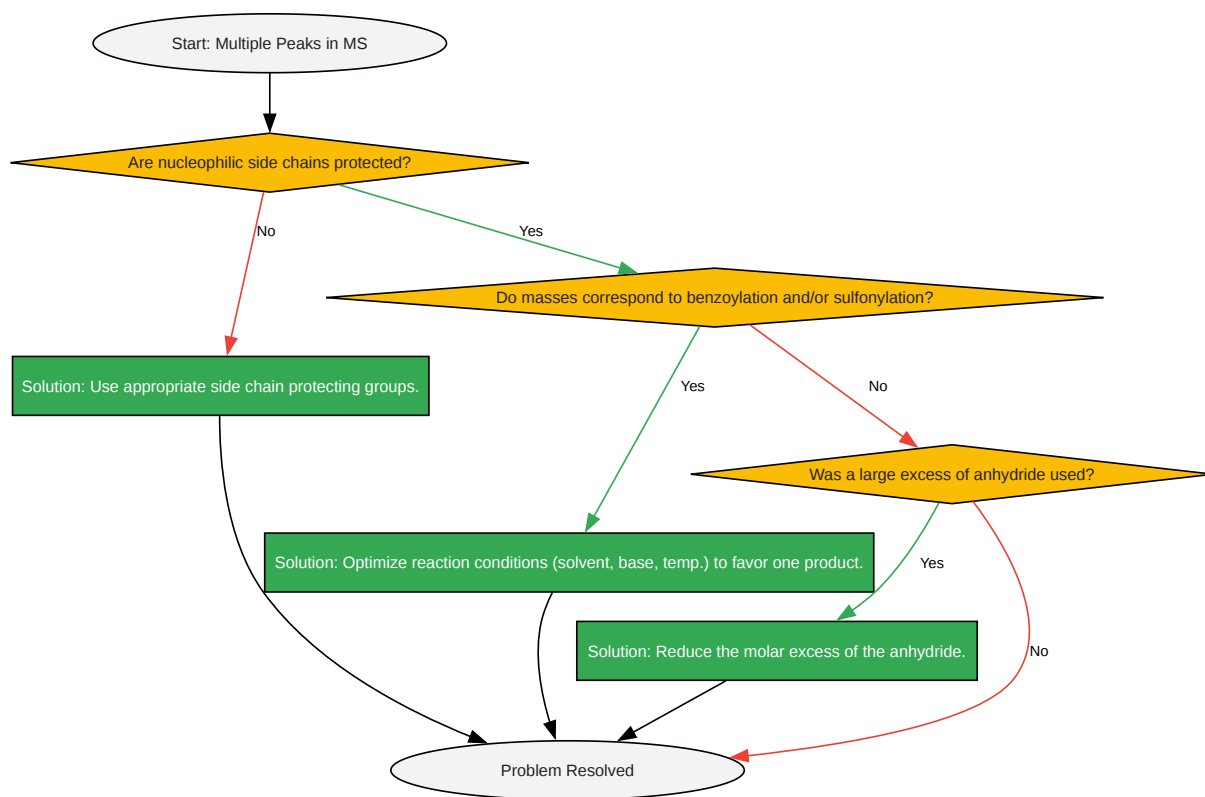 Start: Multiple Peaks in MS
Are nucleophilic side chains protected?
No
Yes
Do masses correspond to benzoylation and/or sulfonylation?
Solution: Use appropriate side chain protecting groups.
Yes
No
Was a large excess of anhydride used?
Solution: Optimize reaction conditions (solvent, base, temp.) to favor one product.
Yes
Solution: Reduce the molar excess of the anhydride.
No
Problem Resolved